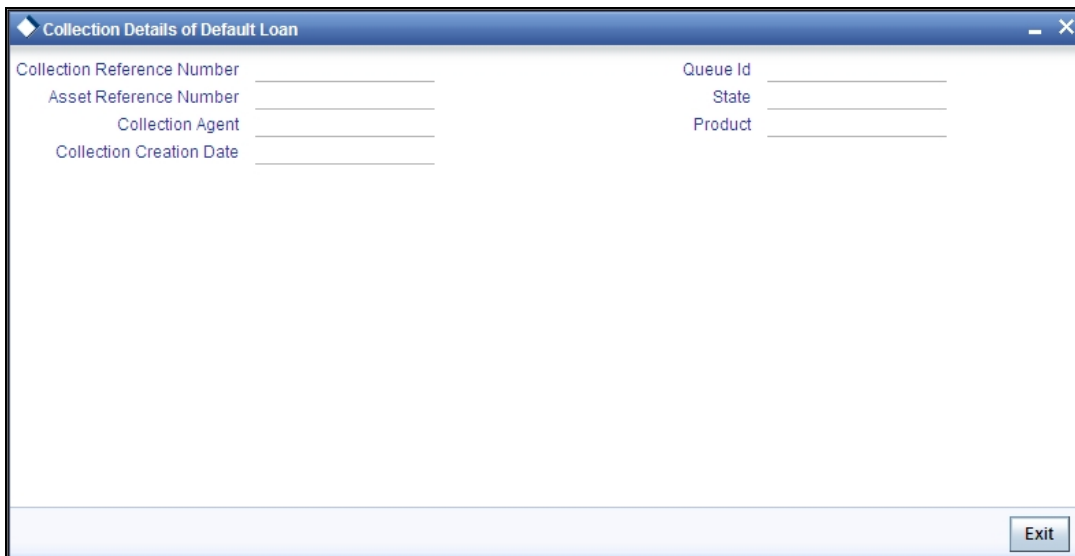 Collection Details of Default Loan
Collection Reference Number
Queue Id
Asset Reference Number
State
Collection Agent
Product
Collection Creation Date
Exit